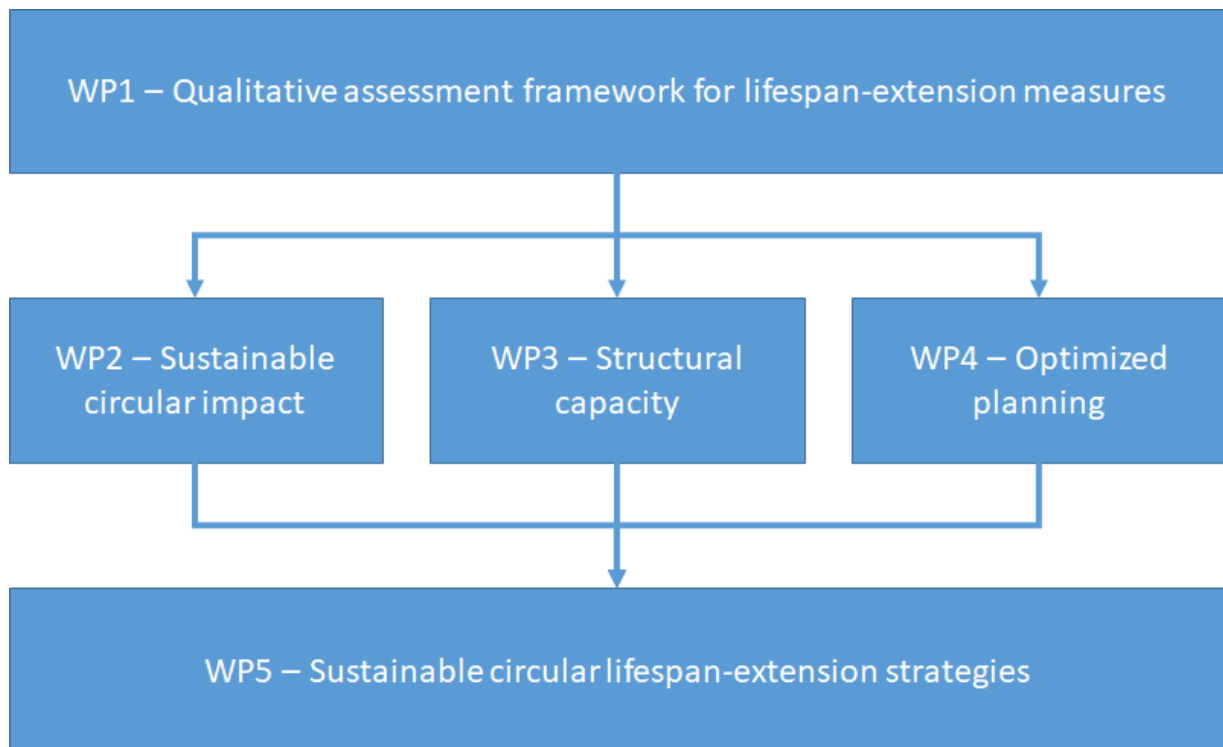 WP1 – Qualitative assessment framework for lifespan-extension measures
WP2 – Sustainable
circular impact
WP3 – Structural
capacity
WP4 – Optimized
planning
WP5 – Sustainable circular lifespan-extension strategies